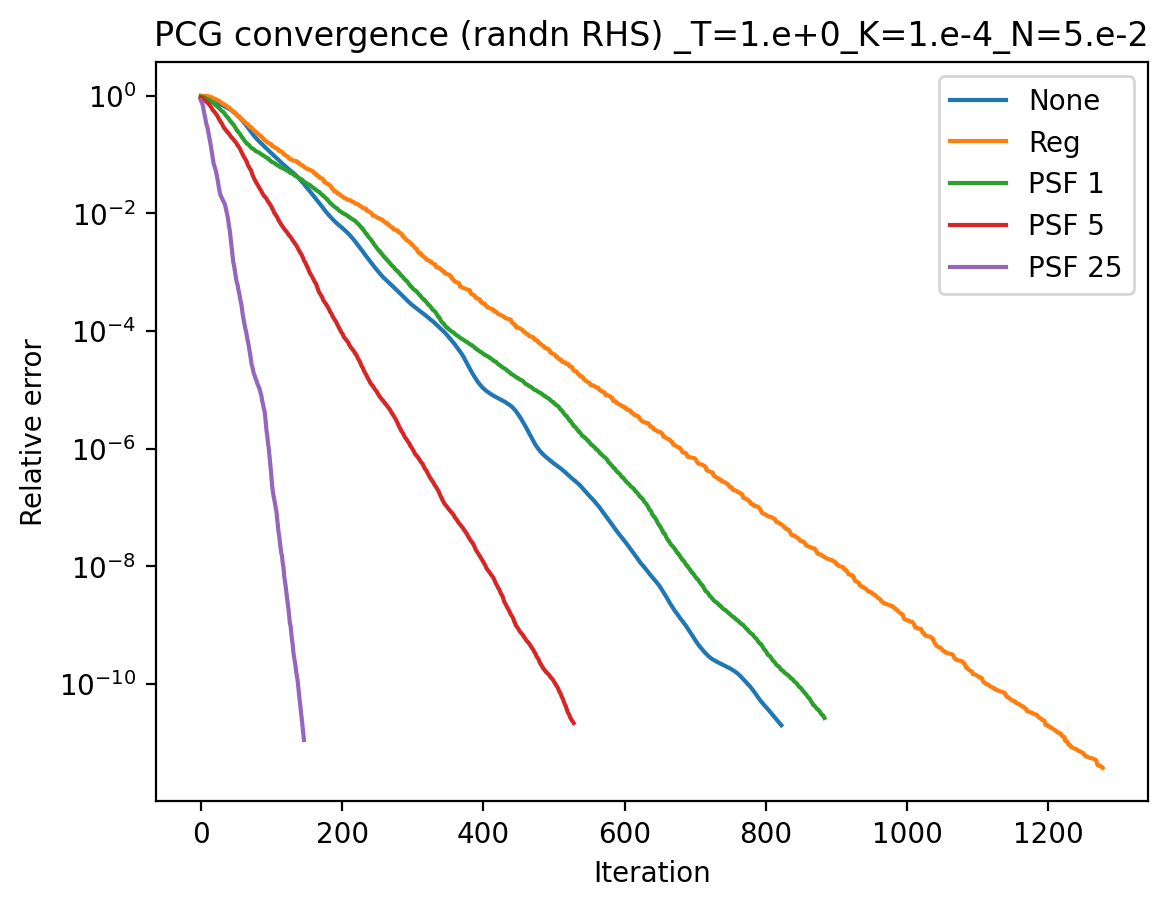 PCG convergence (randn RHS) _T=1.e+0_K=1.e-4_N=5.e-2
10⁰
10⁻²
10⁻⁴
10⁻⁶
10⁻⁸
10⁻¹⁰
Relative error
None
Reg
PSF 1
PSF 5
PSF 25
0 200 400 600 800 1000 1200
Iteration